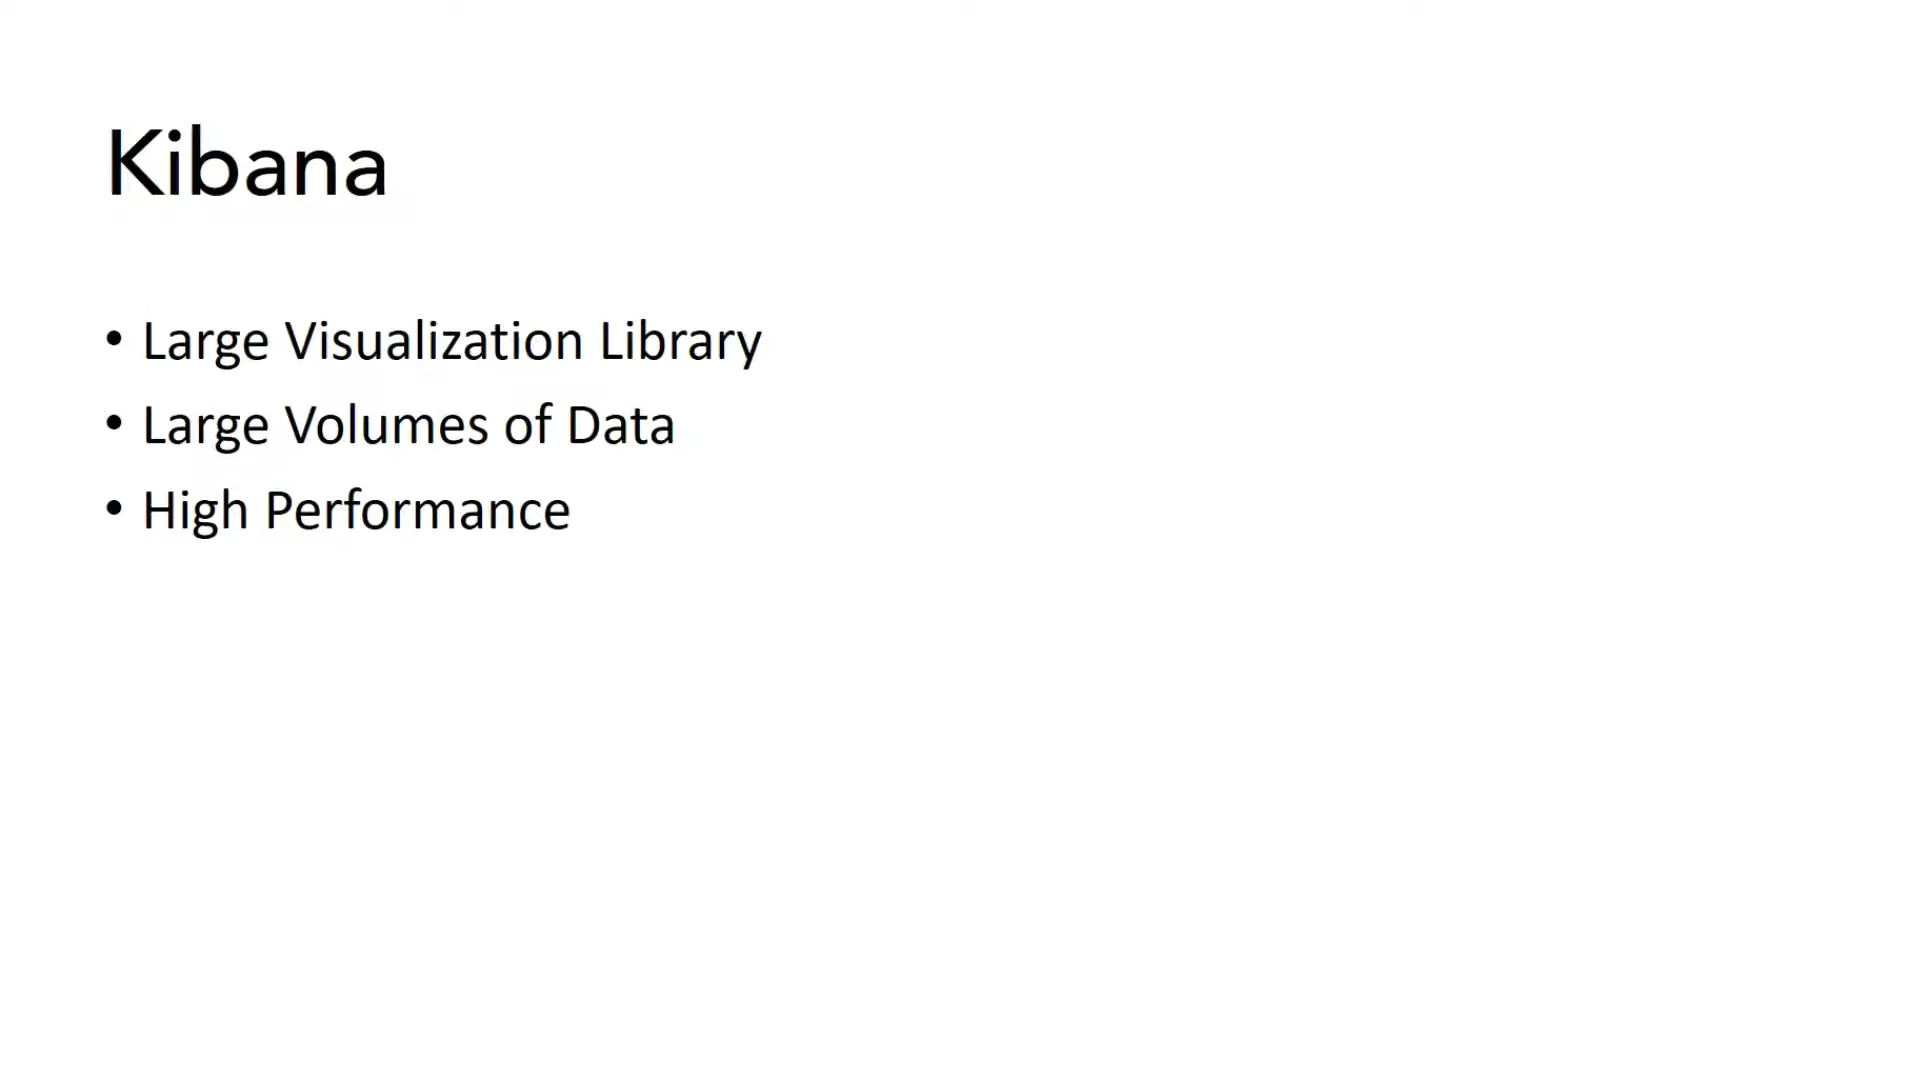 Kibana
• Large Visualization Library
• Large Volumes of Data
• High Performance